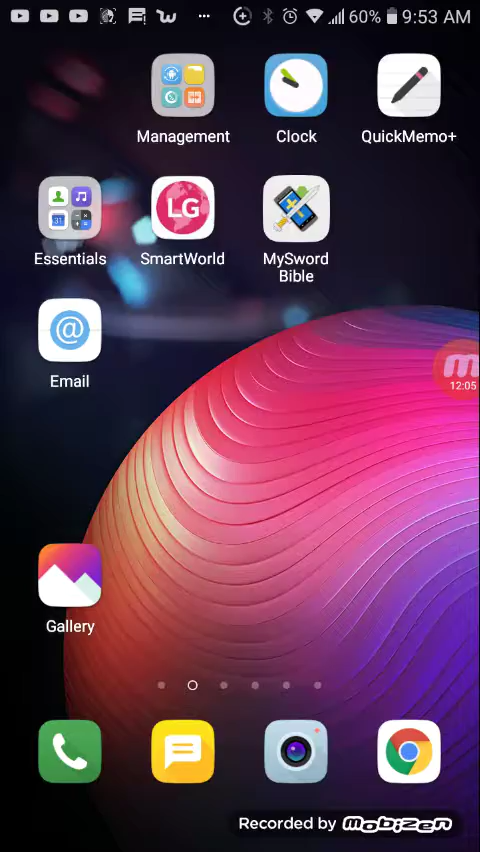 60% 9:53 AM
Management Clock QuickMemo+
31
LG
Essentials SmartWorld MySword
Bible
@
Email
12:05
Gallery
Recorded by mobizen